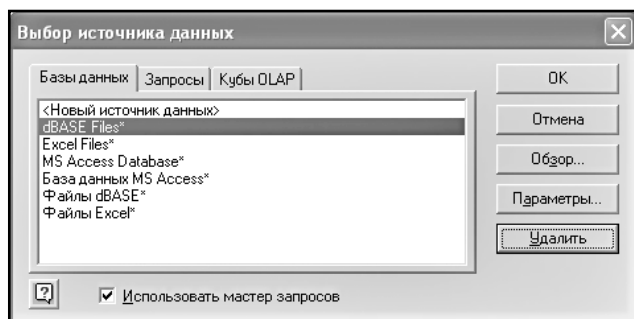 Выбор источника данных
Базы данных Запросы Кубы OLAP
<Новый источник данных>
dBASE Files*
Excel Files*
MS Access Database*
База данных MS Access*
Файлы dBASE*
Файлы Excel*
OK
Отмена
Обзор...
Параметры...
Удалить
?
Использовать мастер запросов